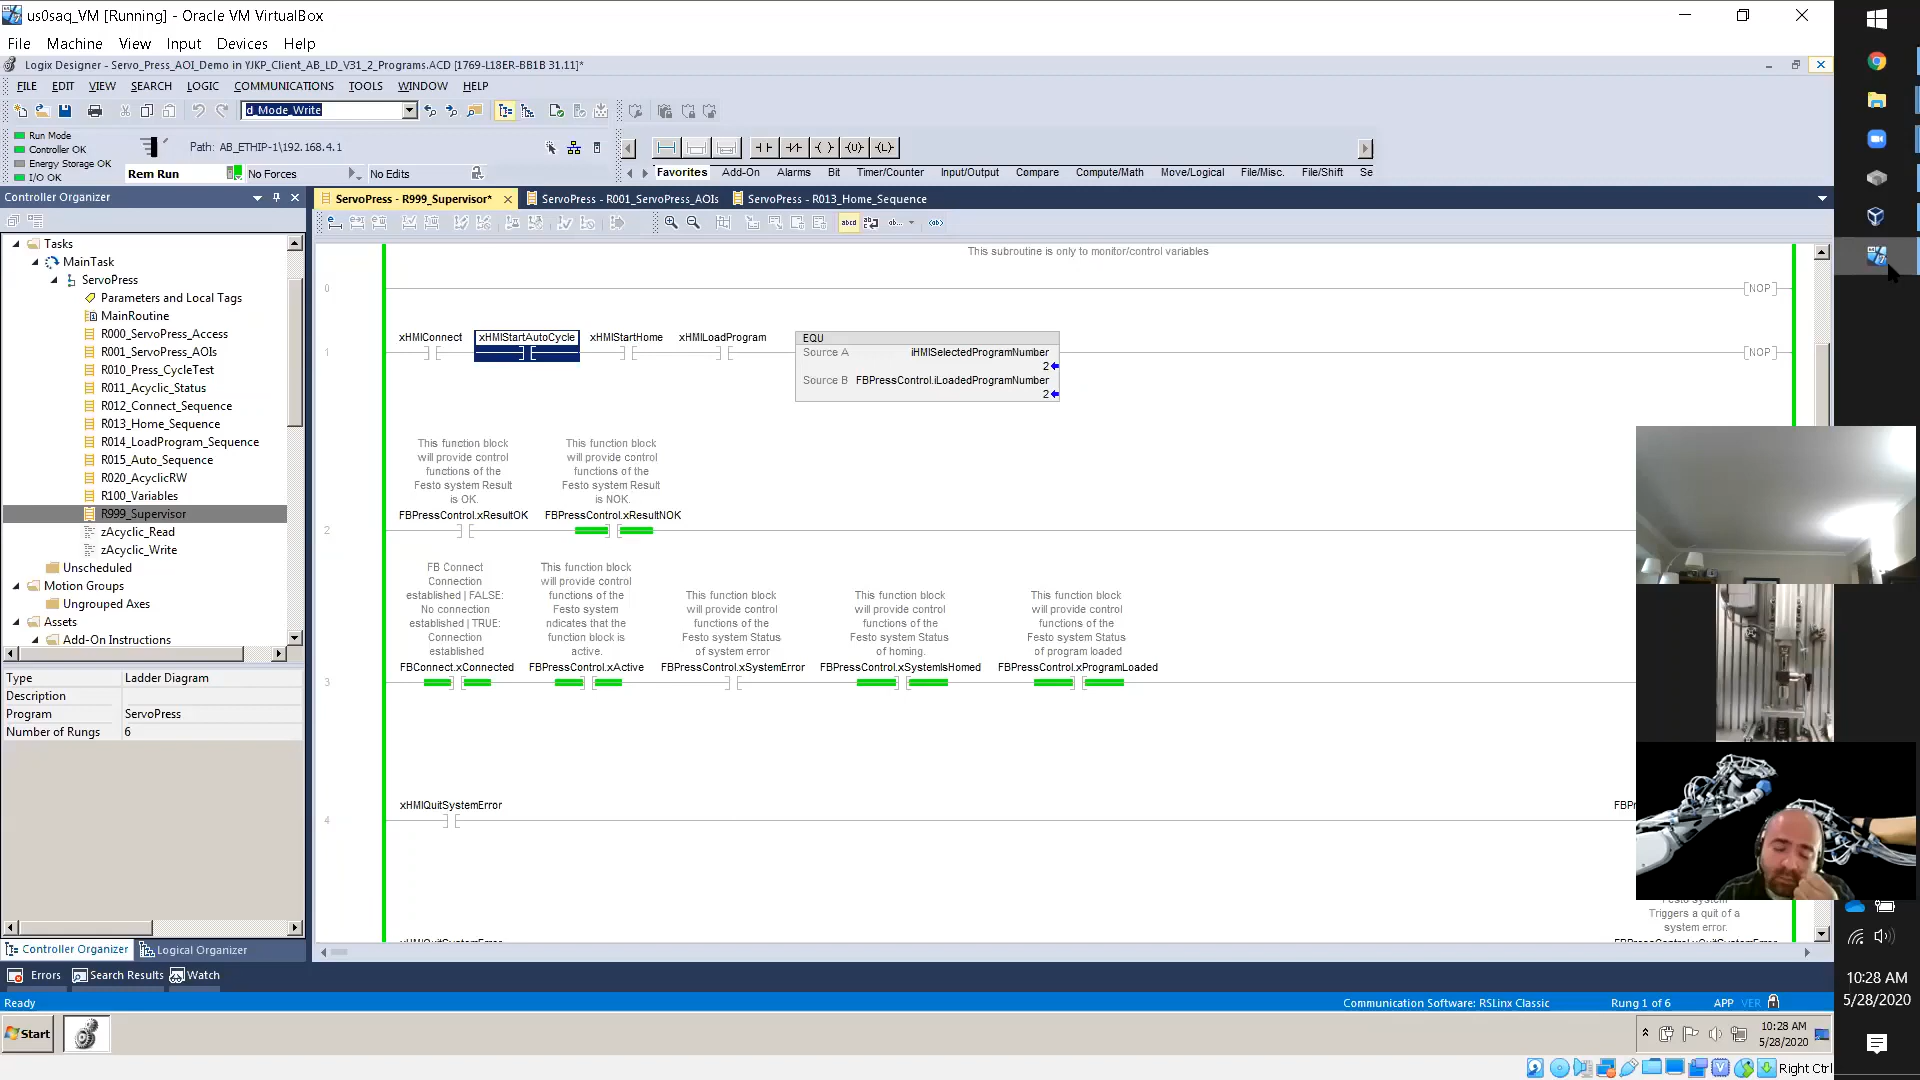 us0saq_VM [Running] - Oracle VM VirtualBox
File Machine View Input Devices Help
Logix Designer - Servo_Press_AOI_Demo in YJKP_Client_AB_LD_V31_2_Programs.ACD [1769-L18ER-BB1B 31.11]*
FILE EDIT VIEW SEARCH LOGIC COMMUNICATIONS TOOLS WINDOW HELP
d_Mode_Write
Run Mode
Controller OK
Energy Storage OK
I/O OK
Path: AB_ETHIP-1\192.168.4.1
Rem Run No Forces No Edits
Favorites Add-On Alarms Bit Timer/Counter Input/Output Compare Compute/Math Move/Logical File/Misc. File/Shift Se
Controller Organizer
ServoPress - R999_Supervisor* ServoPress - R001_ServoPress_AOIs ServoPress - R013_Home_Sequence
Tasks
MainTask
ServoPress
Parameters and Local Tags
MainRoutine
R000_ServoPress_Access
R001_ServoPress_AOIs
R010_Press_CycleTest
R011_Acyclic_Status
R012_Connect_Sequence
R013_Home_Sequence
R014_LoadProgram_Sequence
R015_Auto_Sequence
R020_AcyclicRW
R100_Variables
R999_Supervisor
zAcyclic_Read
zAcyclic_Write
Unscheduled
Motion Groups
Ungrouped Axes
Assets
Add-On Instructions
Type Ladder Diagram
Description
Program ServoPress
Number of Rungs 6
Controller Organizer Logical Organizer
This subroutine is only to monitor/control variables
0 NOP
xHMIConnect xHMIStartAutoCycle xHMIStartHome xHMILoadProgram
EQU
Source A iHMISelectedProgramNumber
2
Source B FBPressControl.iLoadedProgramNumber
2
1 NOP
This function block
will provide control
functions of the
Festo system Result
is OK.
FBPressControl.xResultOK
This function block
will provide control
functions of the
Festo system Result
is NOK.
FBPressControl.xResultNOK
2
FB Connect
Connection
established | FALSE:
No connection
established | TRUE:
Connection
established
FBConnect.xConnected
This function block
will provide control
functions of the
Festo system
ndicates that the
function block is
active.
FBPressControl.xActive
This function block
will provide control
functions of the
Festo system Status
of system error
FBPressControl.xSystemError
This function block
will provide control
functions of the
Festo system Status
of homing.
FBPressControl.xSystemIsHomed
This function block
will provide control
functions of the
Festo system Status
of program loaded
FBPressControl.xProgramLoaded
3
xHMIQuitSystemError FBPr
4
Triggers a quit of a
system error.
Errors Search Results Watch
Ready Communication Software: RSLinx Classic Rung 1 of 6 APP VER
Start
10:28 AM
5/28/2020
Right Ctrl
10:28 AM
5/28/2020